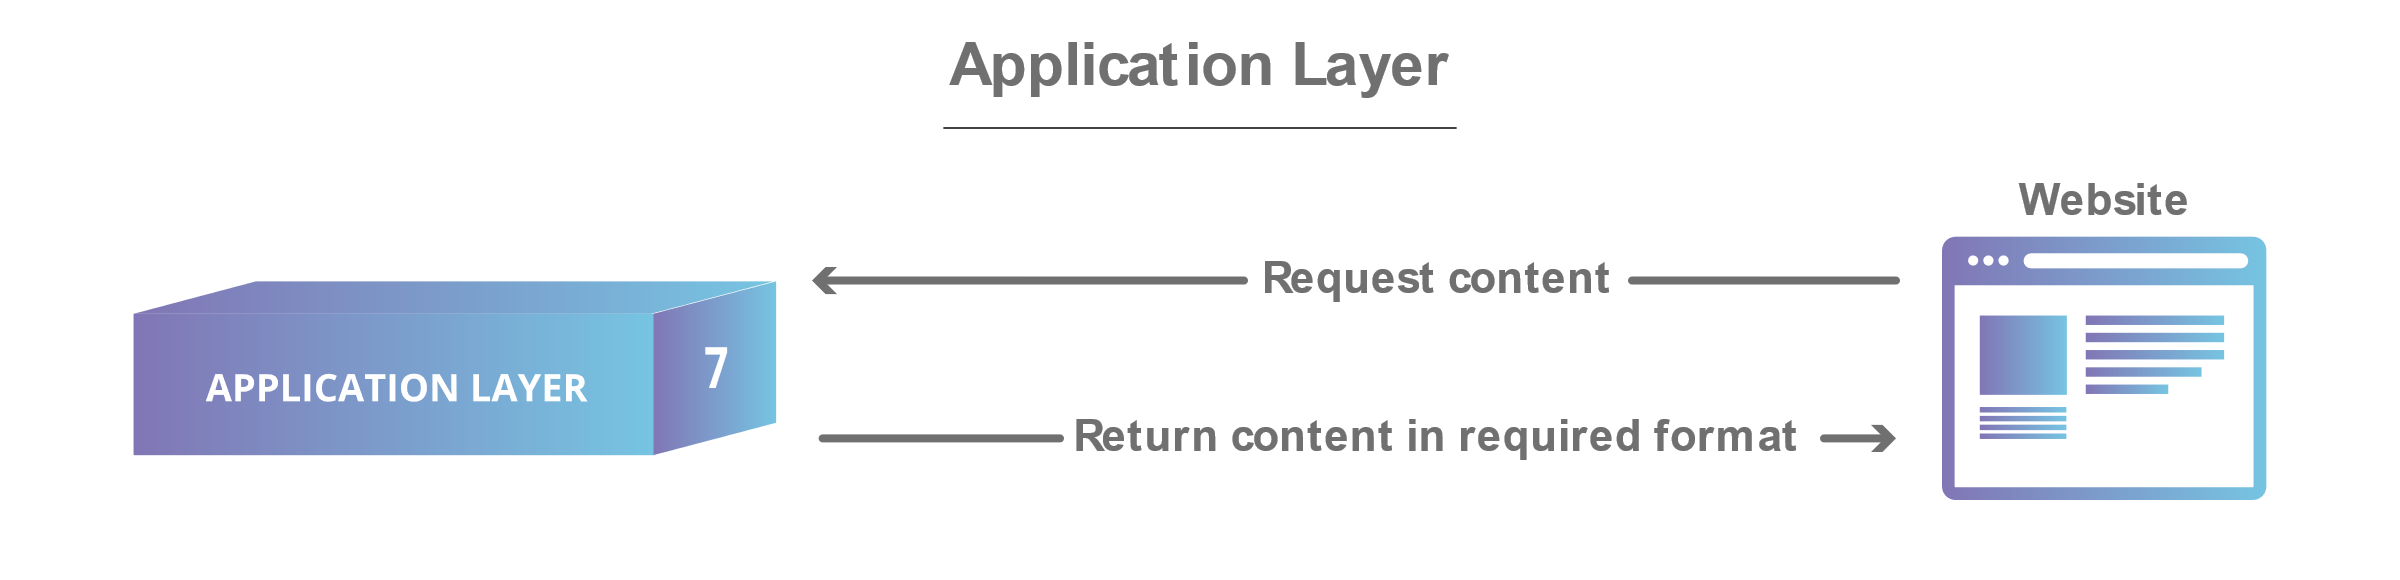 Application Layer
Website
Request content
APPLICATION LAYER
7
Return content in required format